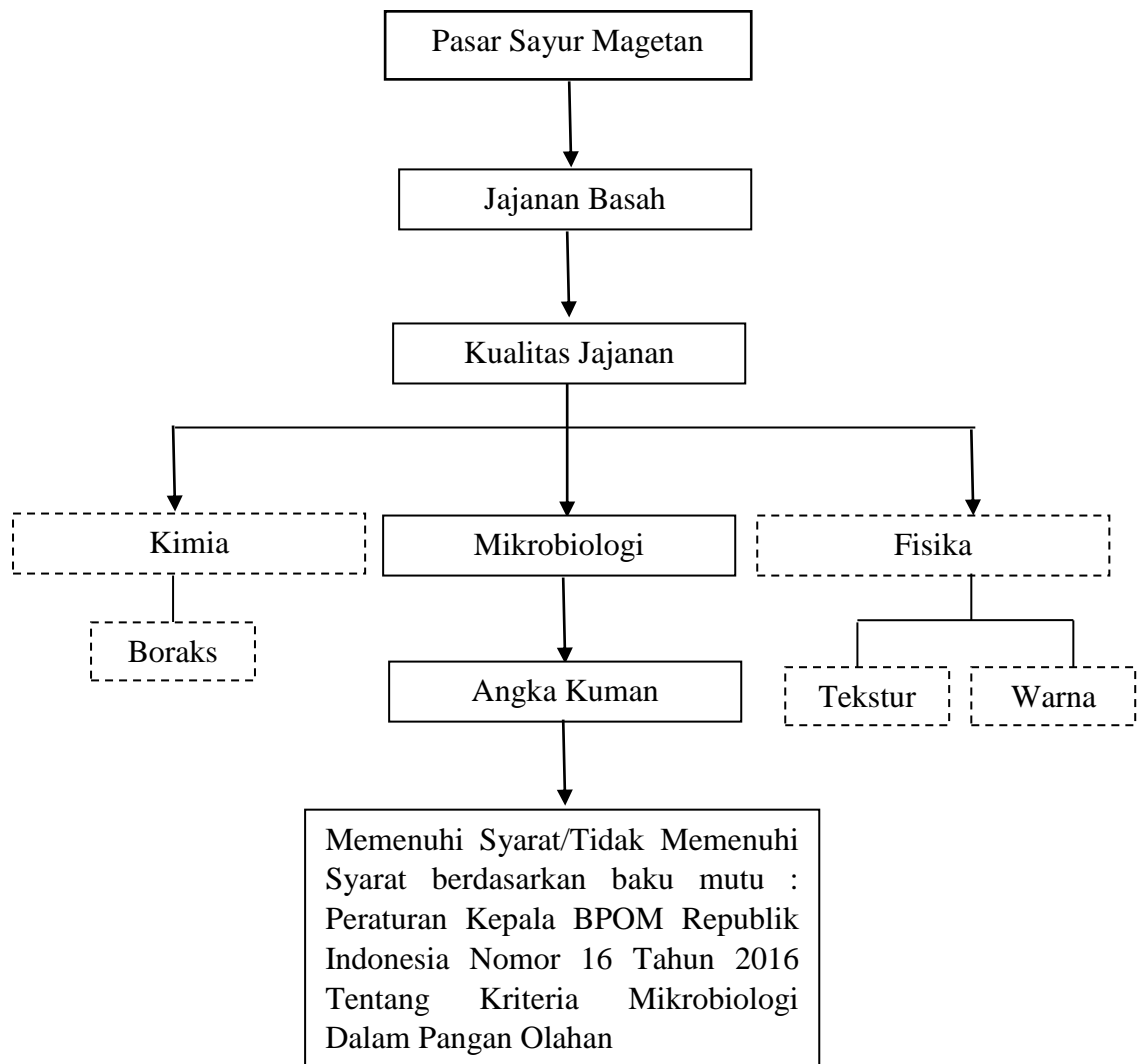 Pasar Sayur Magetan
Jajanan Basah
Kualitas Jajanan
Kimia
Mikrobiologi
Fisika
Boraks
Angka Kuman
Tekstur
Warna
Memenuhi Syarat/Tidak Memenuhi
Syarat berdasarkan baku mutu :
Peraturan Kepala BPOM Republik
Indonesia Nomor 16 Tahun 2016
Tentang Kriteria Mikrobiologi
Dalam Pangan Olahan